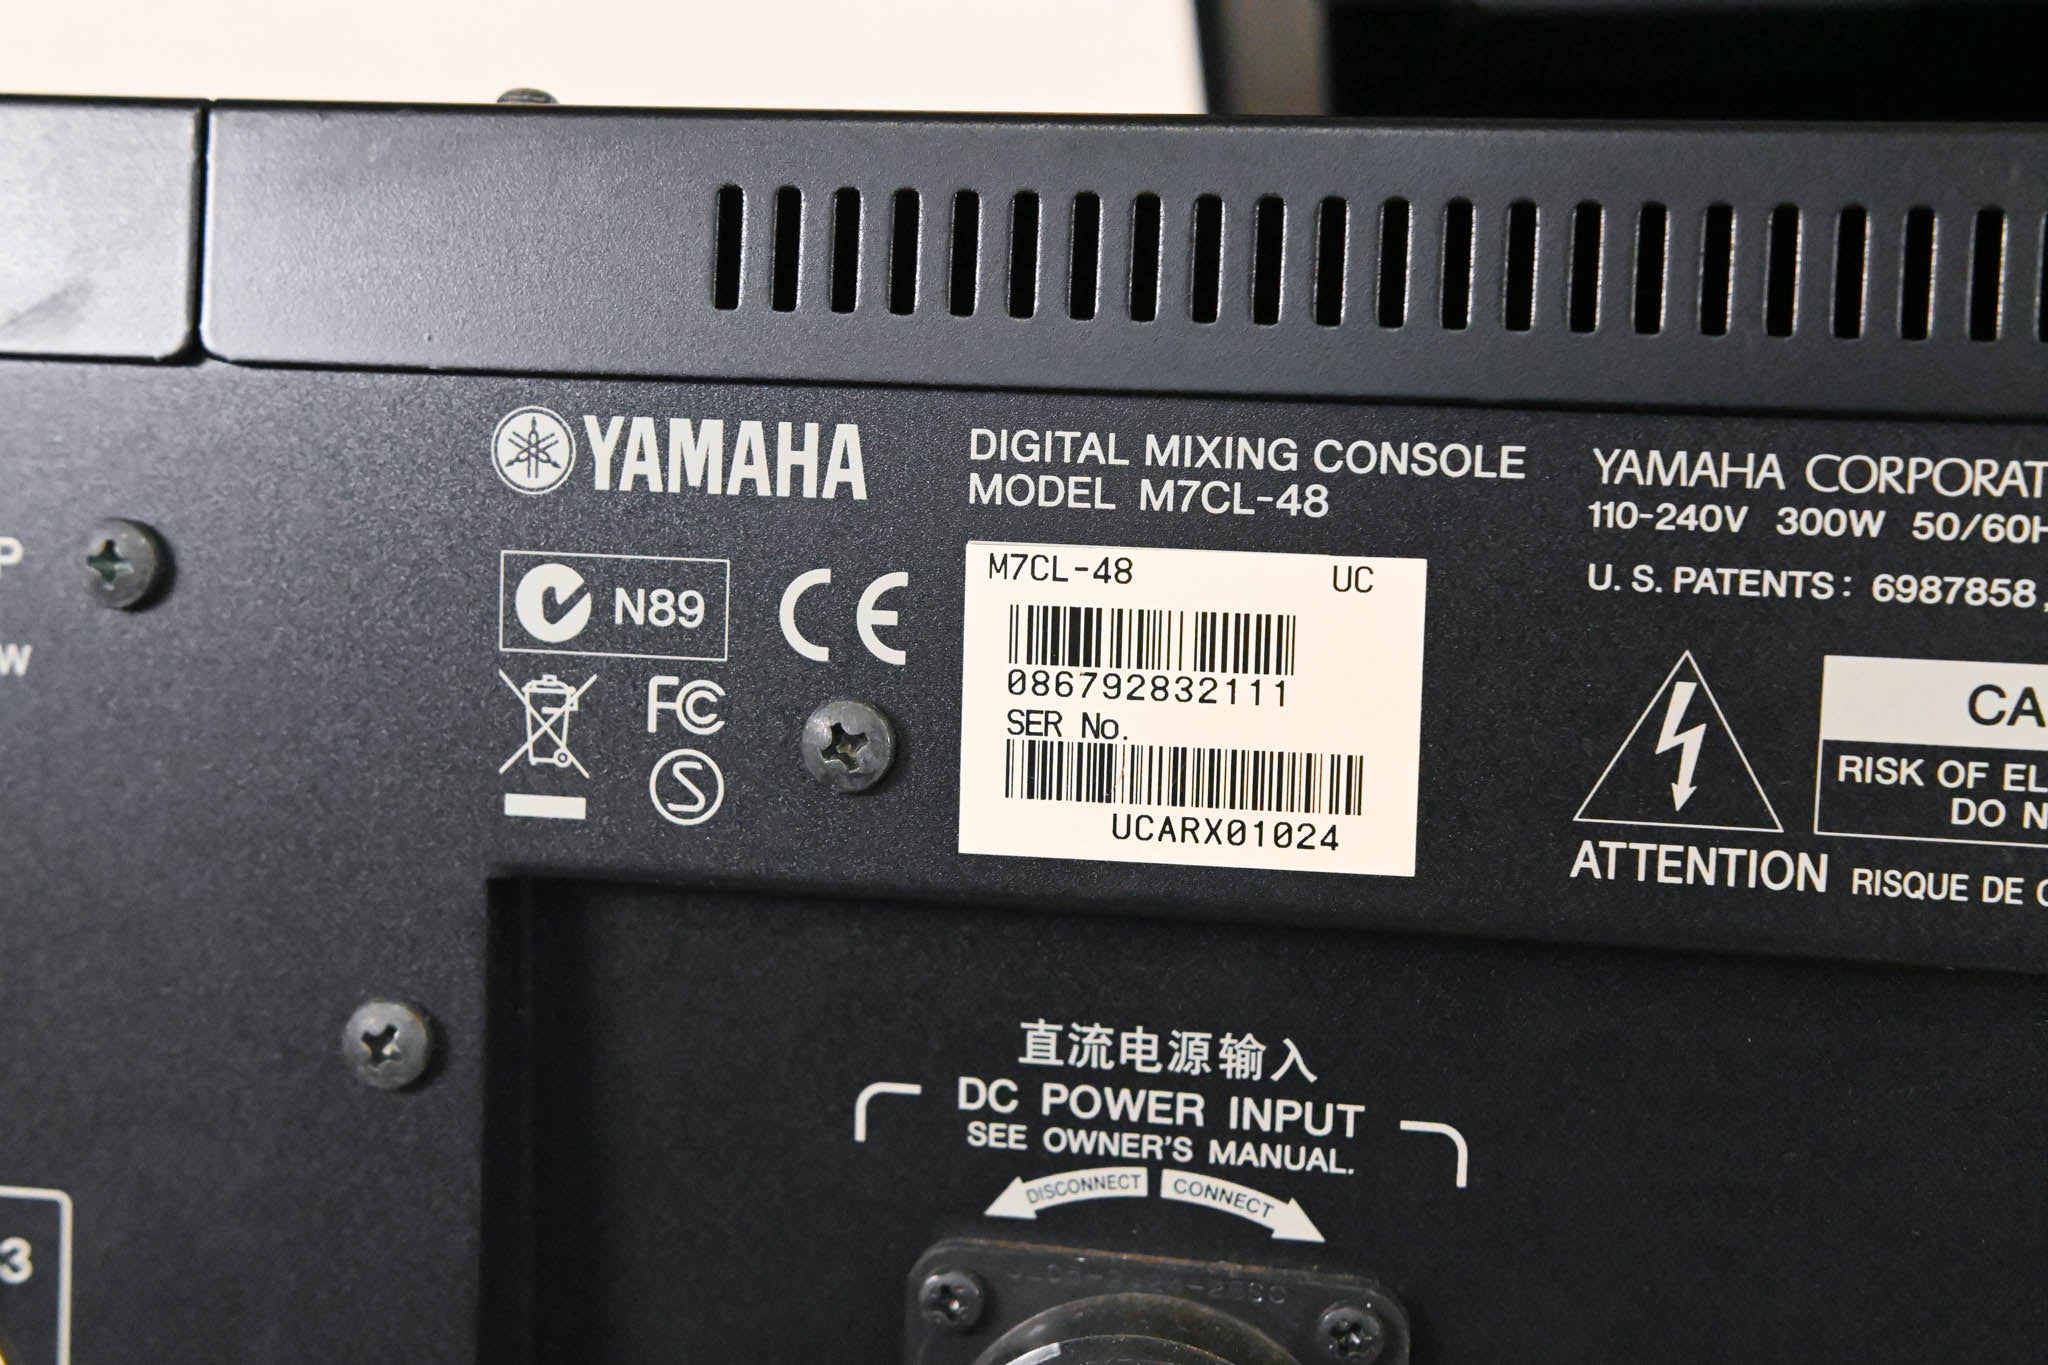 YAMAHA
DIGITAL MIXING CONSOLE
MODEL M7CL-48
YAMAHA CORPORAT
110-240V 300W 50/60H
U. S. PATENTS: 6987858,
N89
CE
FC
S
M7CL-48 UC
086792832111
SER No.
UCARX01024
CA
RISK OF EL
DO N
ATTENTION RISQUE DE
P
W
3
直流电源输入
DC POWER INPUT
SEE OWNER'S MANUAL.
DISCONNECT CONNECT